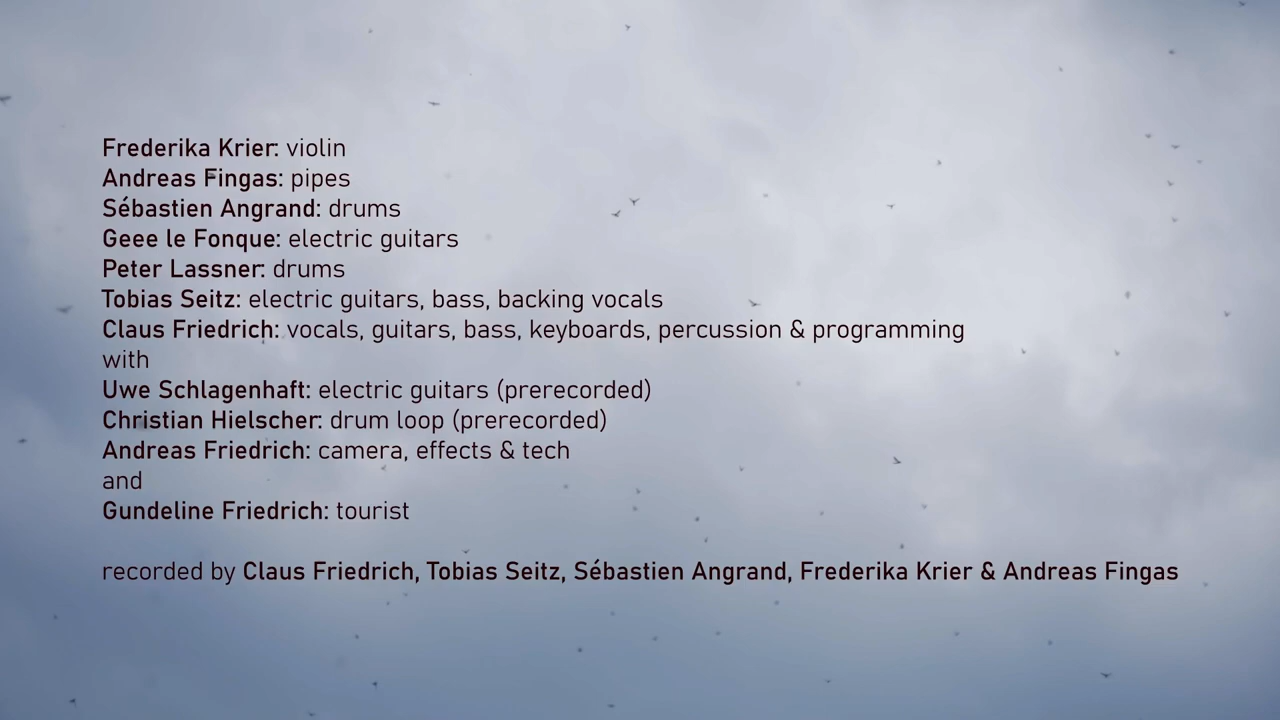 Frederika Krier: violin
Andreas Fingas: pipes
Sébastien Angrand: drums
Geee le Fonque: electric guitars
Peter Lassner: drums
Tobias Seitz: electric guitars, bass, backing vocals
Claus Friedrich: vocals, guitars, bass, keyboards, percussion & programming
with
Uwe Schlagenhaft: electric guitars (prerecorded)
Christian Hielscher: drum loop (prerecorded)
Andreas Friedrich: camera, effects & tech
and
Gundeline Friedrich: tourist
recorded by Claus Friedrich, Tobias Seitz, Sébastien Angrand, Frederika Krier & Andreas Fingas